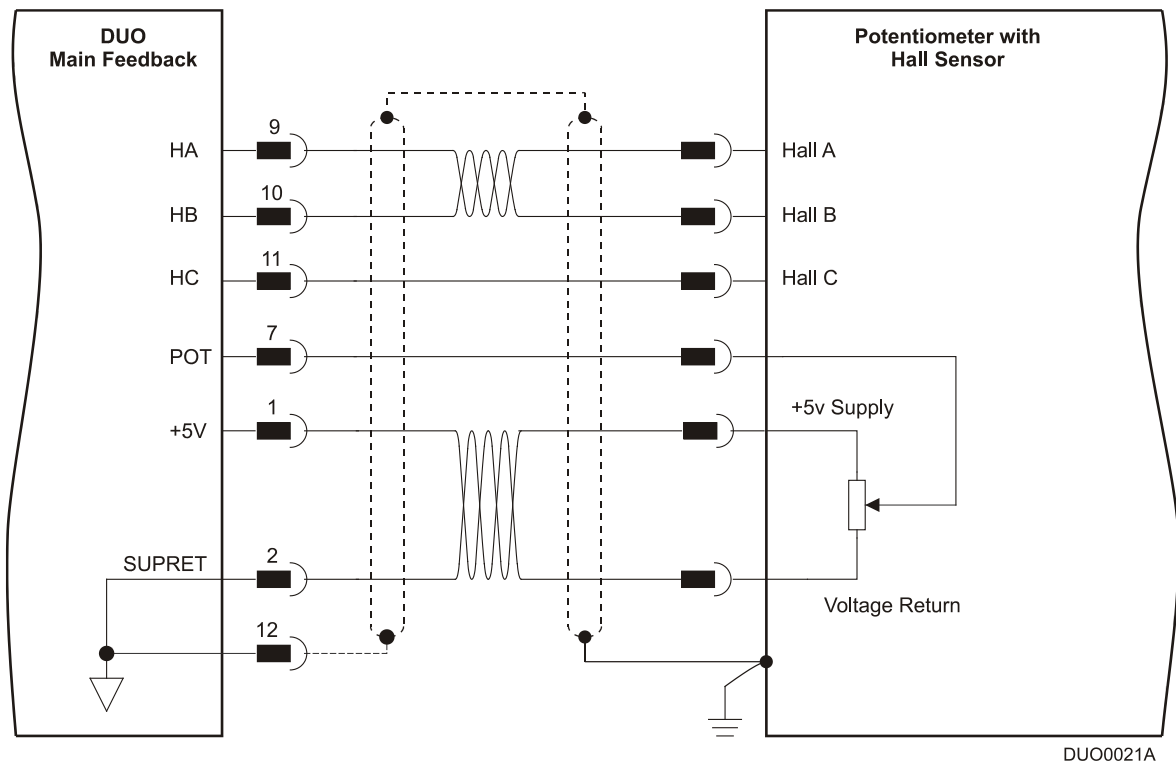 DUO
Main Feedback
Potentiometer with
Hall Sensor
HA
9
Hall A
HB
10
Hall B
HC
11
Hall C
POT
7
+5V
1
+5v Supply
SUPRET
2
Voltage Return
12
DUO0021A